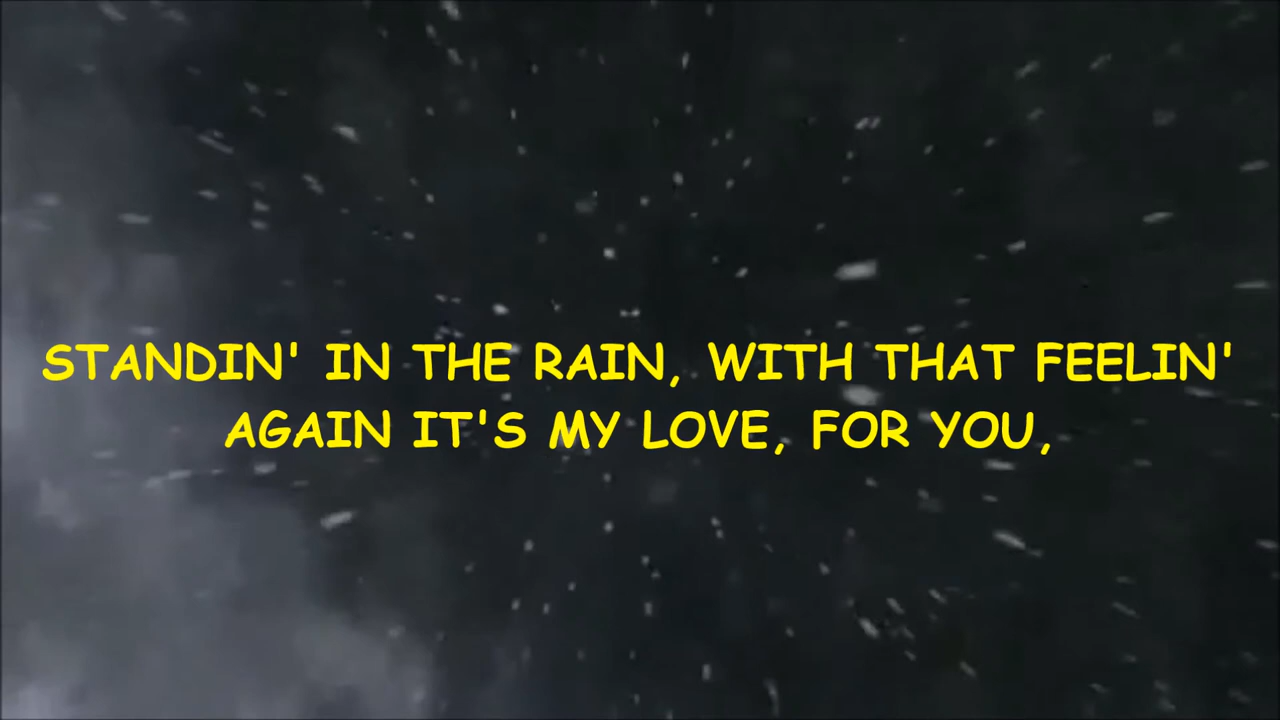 STANDIN' IN THE RAIN, WITH THAT FEELIN'
AGAIN IT'S MY LOVE, FOR YOU,